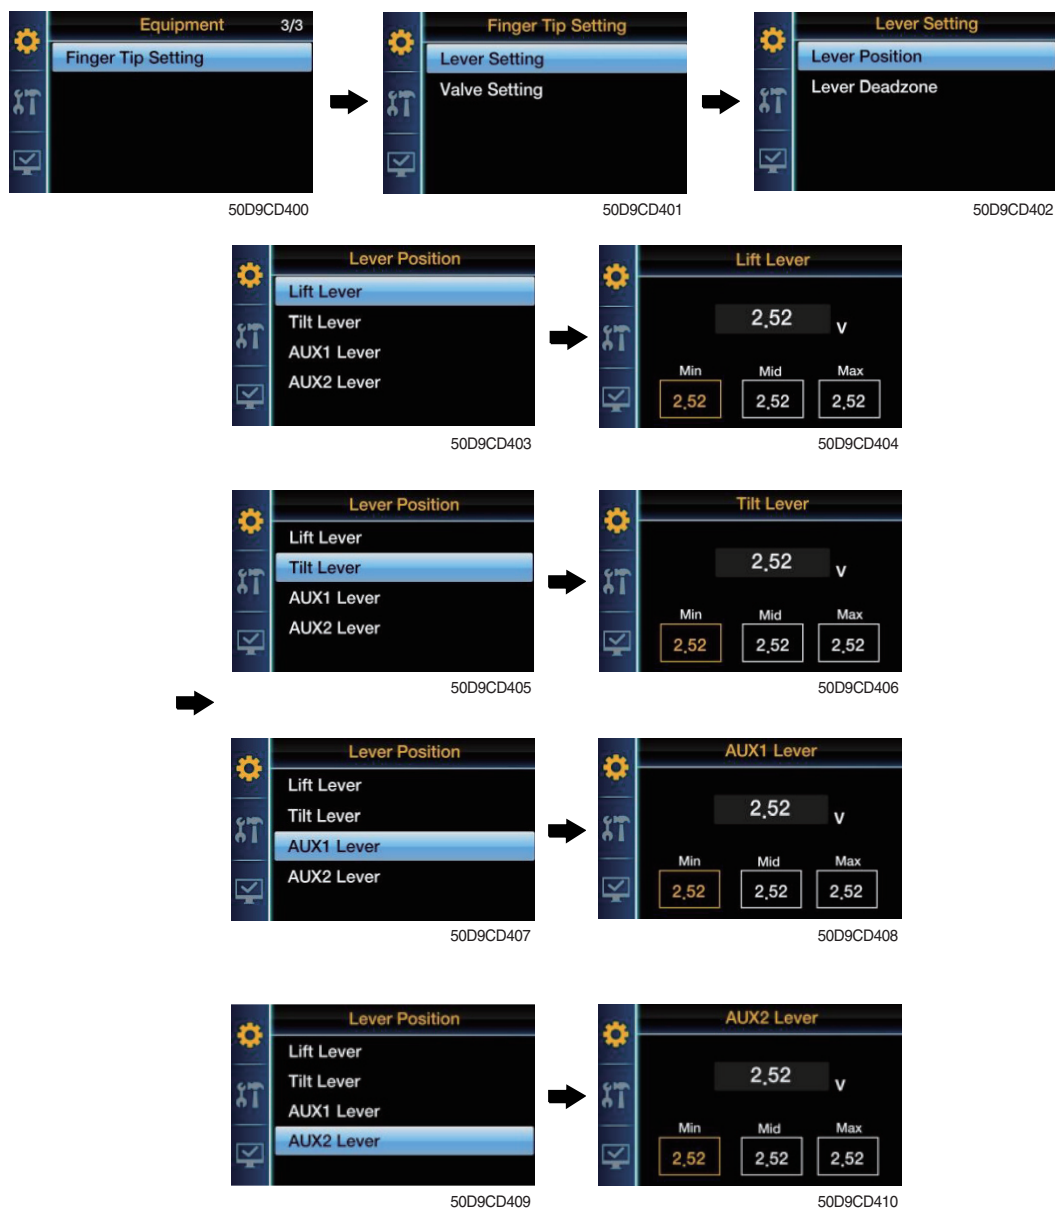 Equipment 3/3
Finger Tip Setting
50D9CD400
Finger Tip Setting
Lever Setting
Valve Setting
50D9CD401
Lever Setting
Lever Position
Lever Deadzone
50D9CD402
Lever Position
Lift Lever
Tilt Lever
AUX1 Lever
AUX2 Lever
50D9CD403
Lift Lever
2.52 V
Min Mid Max
2.52 2.52 2.52
50D9CD404
Lever Position
Lift Lever
Tilt Lever
AUX1 Lever
AUX2 Lever
50D9CD405
Tilt Lever
2.52 V
Min Mid Max
2.52 2.52 2.52
50D9CD406
Lever Position
Lift Lever
Tilt Lever
AUX1 Lever
AUX2 Lever
50D9CD407
AUX1 Lever
2.52 V
Min Mid Max
2.52 2.52 2.52
50D9CD408
Lever Position
Lift Lever
Tilt Lever
AUX1 Lever
AUX2 Lever
50D9CD409
AUX2 Lever
2.52 V
Min Mid Max
2.52 2.52 2.52
50D9CD410